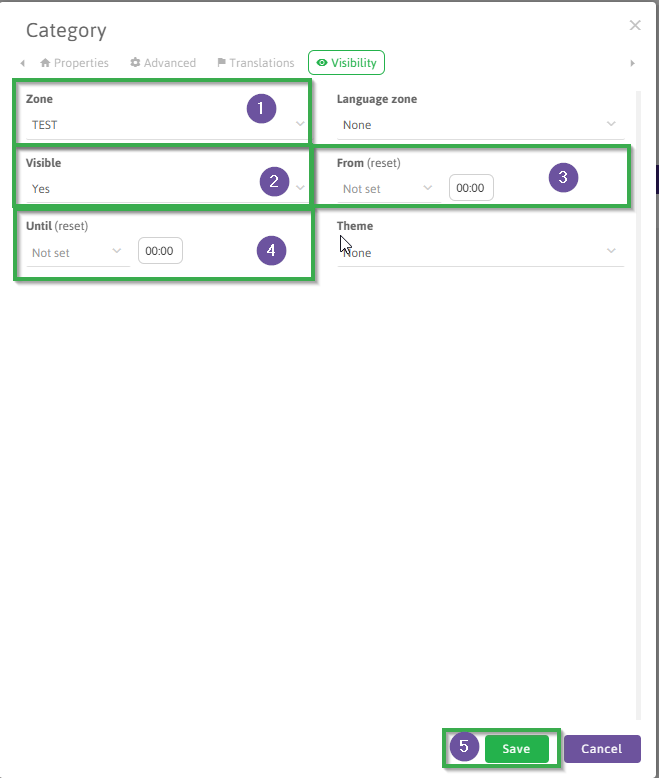 Category
Properties Advanced Translations Visibility
Zone 1 Language zone
TEST None
Visible 2 From (reset) 3
Yes Not set 00:00
Until (reset) 4 Theme
Not set 00:00 None
5 Save Cancel